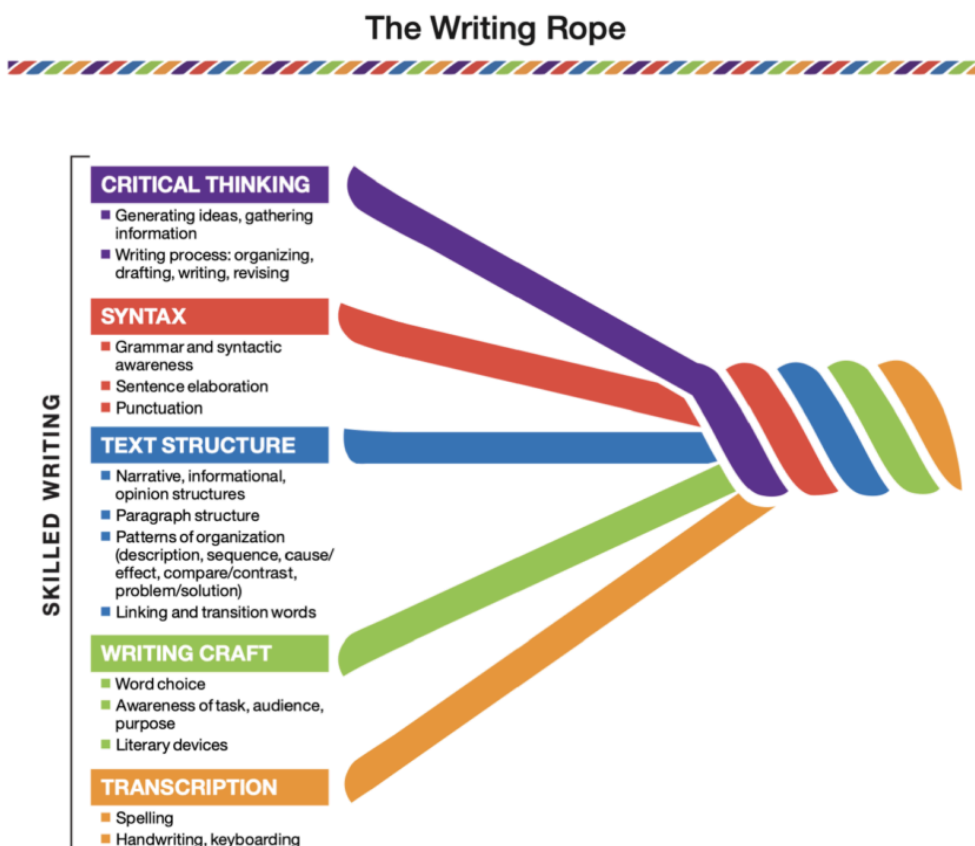 The Writing Rope
SKILLED WRITING
CRITICAL THINKING
■ Generating ideas, gathering
information
■ Writing process: organizing,
drafting, writing, revising
SYNTAX
■ Grammar and syntactic
awareness
■ Sentence elaboration
■ Punctuation
TEXT STRUCTURE
■ Narrative, informational,
opinion structures
■ Paragraph structure
■ Patterns of organization
(description, sequence, cause/
effect, compare/contrast,
problem/solution)
■ Linking and transition words
WRITING CRAFT
■ Word choice
■ Awareness of task, audience,
purpose
■ Literary devices
TRANSCRIPTION
■ Spelling
■ Handwriting, keyboarding